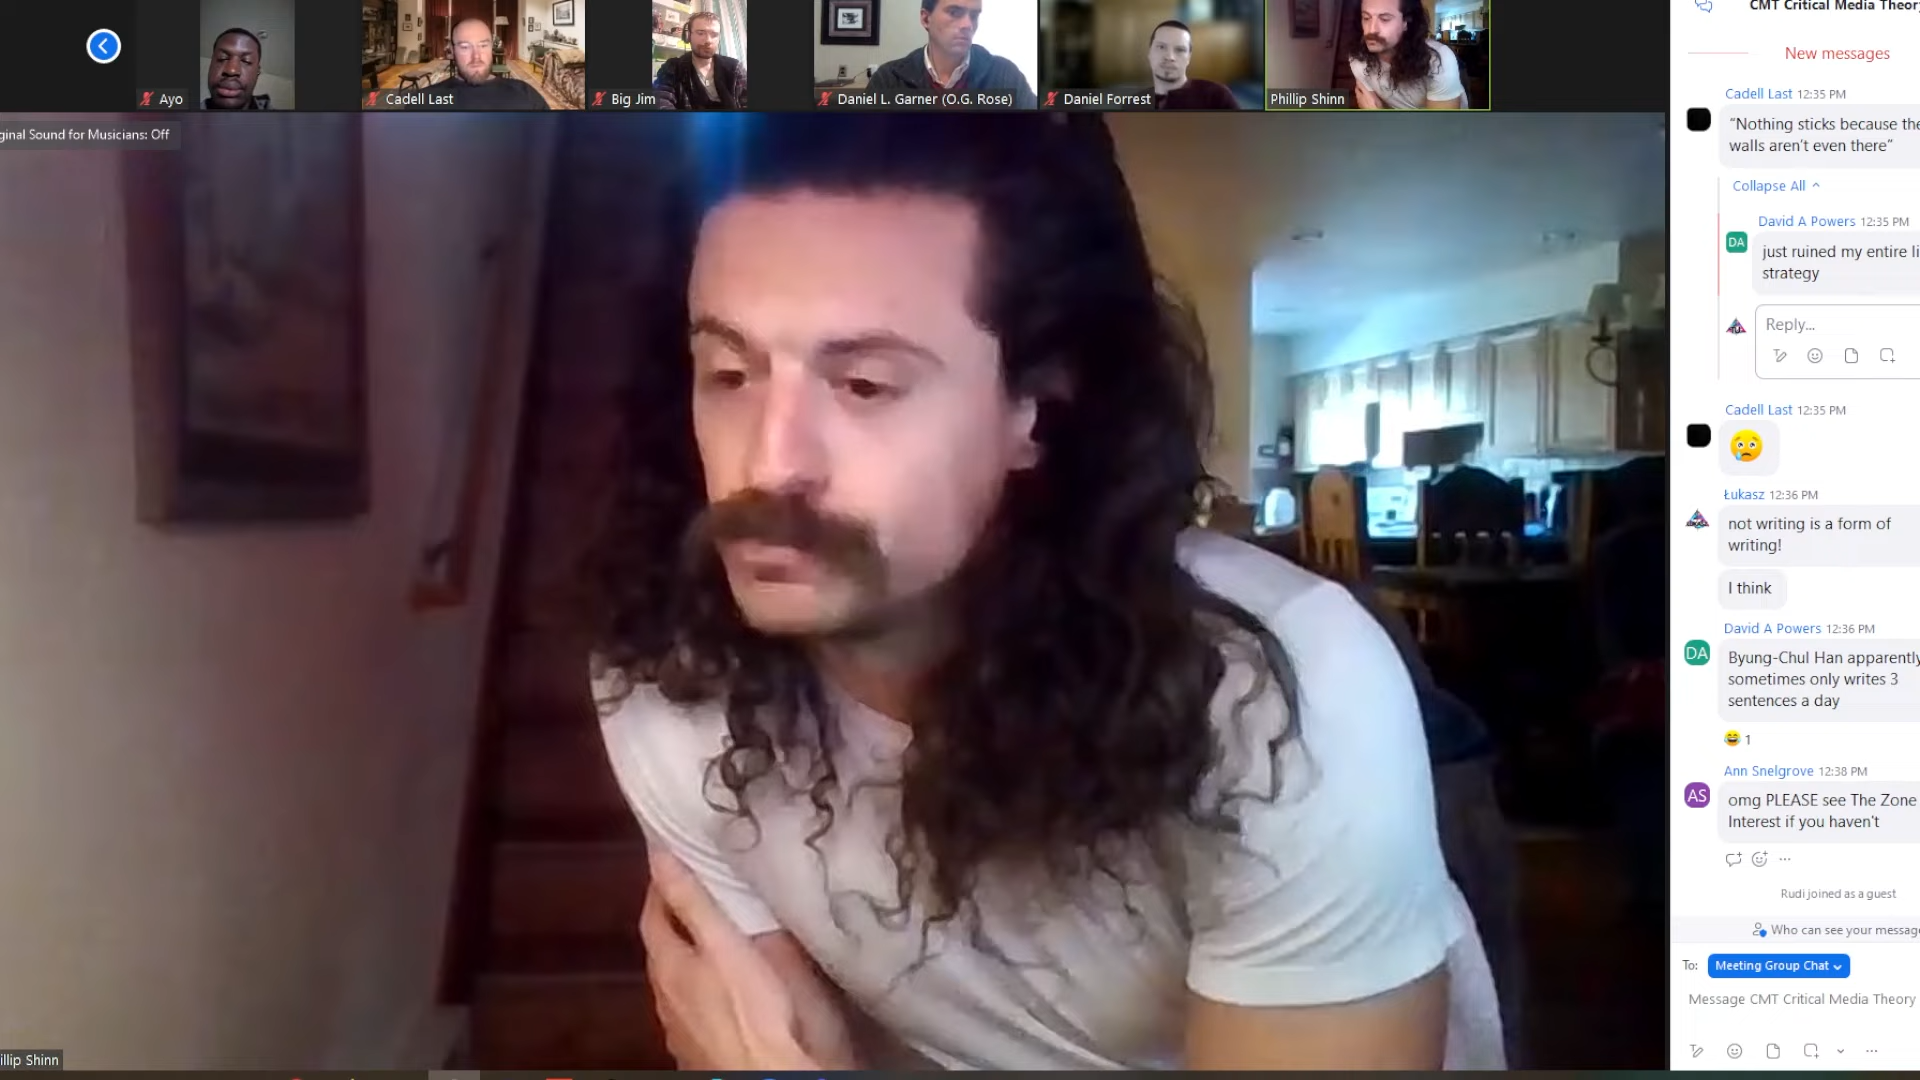 CMT Critical Media Theory
New messages
Ayo
Cadell Last
Big Jim
Daniel L. Garner (O.G. Rose)
Daniel Forrest
Phillip Shinn
ginal Sound for Musicians: Off
Cadell Last 12:35 PM
“Nothing sticks because the
walls aren’t even there”
Collapse All
David A Powers 12:35 PM
DA
just ruined my entire li
strategy
Reply...
Cadell Last 12:35 PM
Łukasz 12:36 PM
not writing is a form of
writing!
I think
David A Powers 12:36 PM
DA
Byung-Chul Han apparently
sometimes only writes 3
sentences a day
1
Ann Snelgrove 12:38 PM
AS
omg PLEASE see The Zone
Interest if you haven't
Rudi joined as a guest
Who can see your message
To: Meeting Group Chat
Message CMT Critical Media Theory
illip Shinn